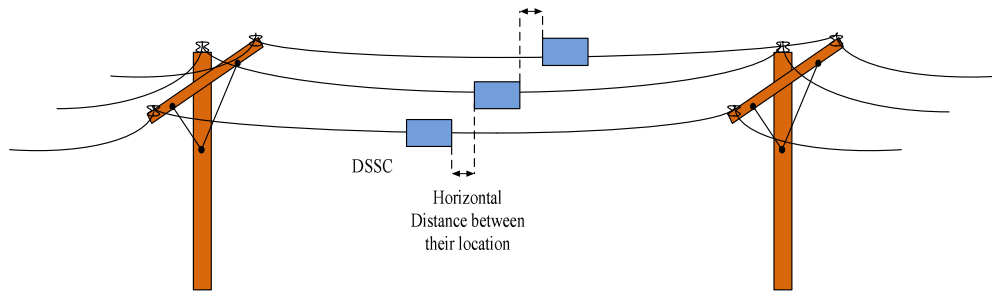 DSSC
Horizontal
Distance between
their location